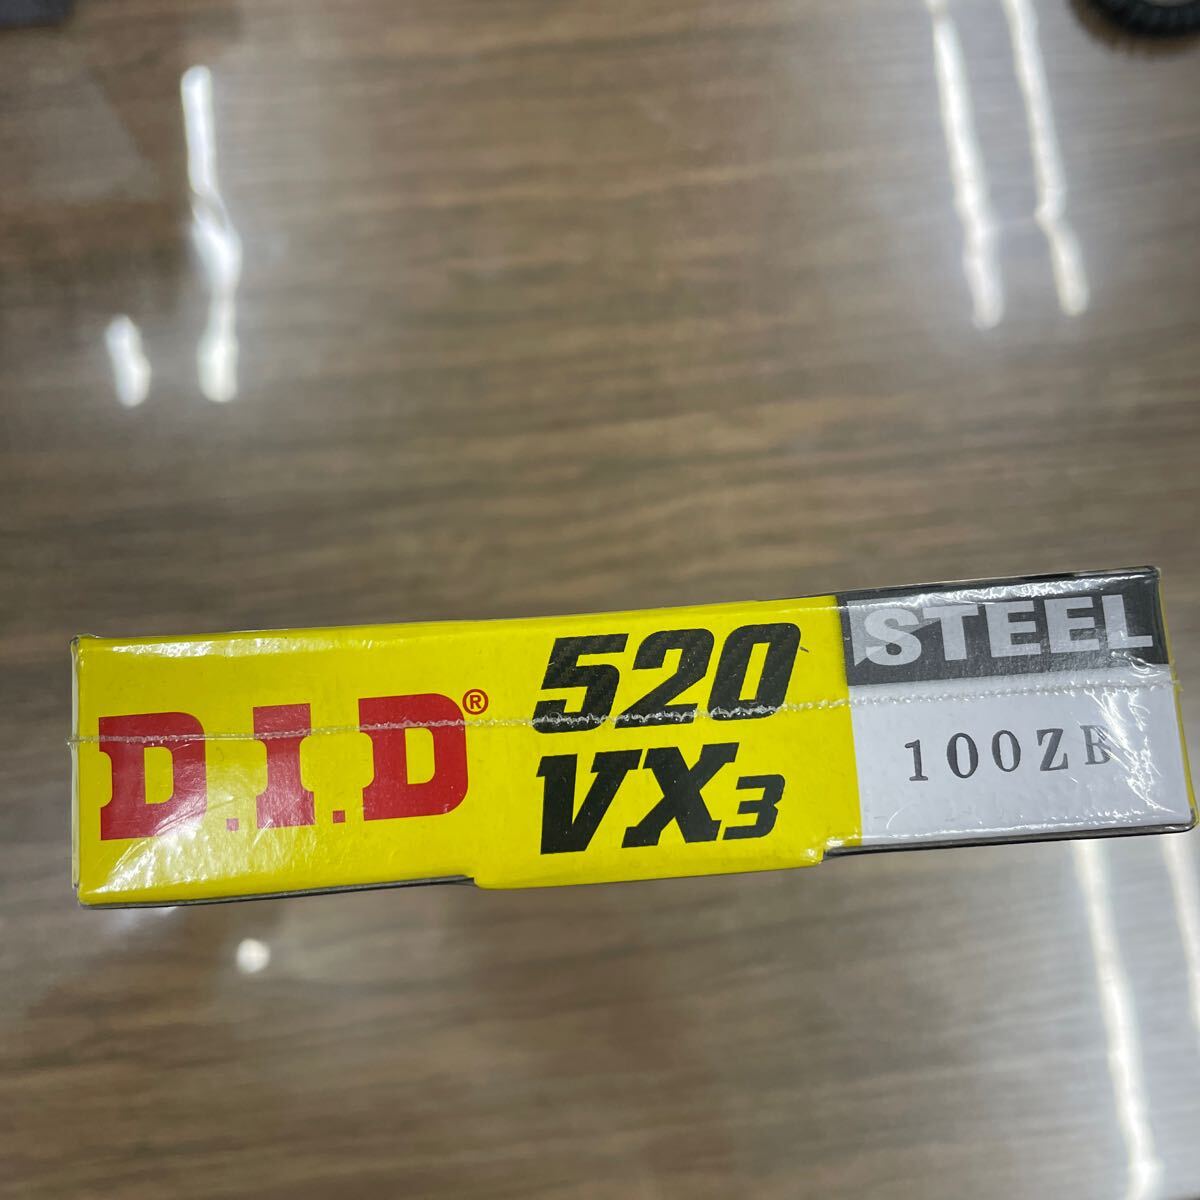 D.I.D®
520
VX3
STEEL
100ZB